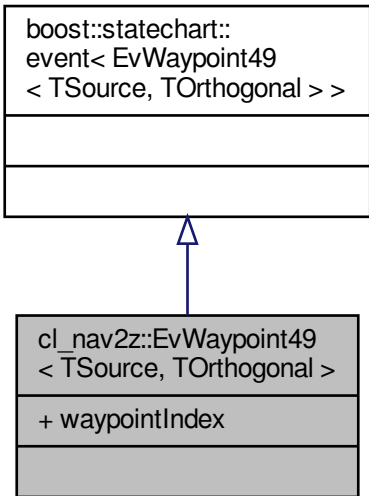 boost::statechart::
event< EvWaypoint49
< TSource, TOrthogonal > >
cl_nav2z::EvWaypoint49
< TSource, TOrthogonal >
+ waypointIndex